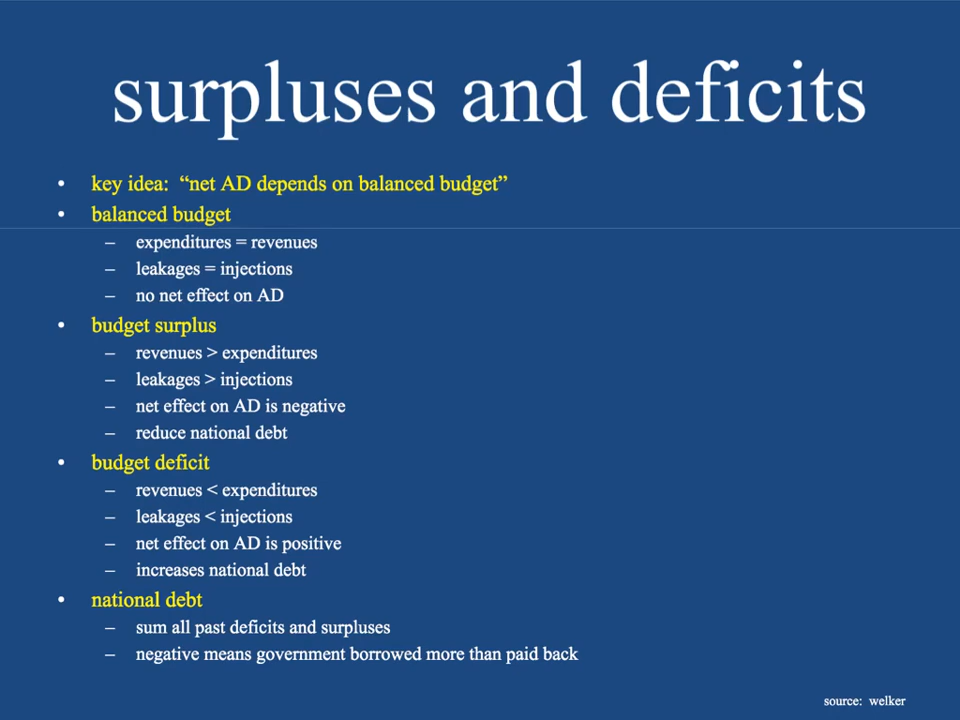 surpluses and deficits
• key idea:  “net AD depends on balanced budget”
• balanced budget
– expenditures = revenues
– leakages = injections
– no net effect on AD
• budget surplus
– revenues > expenditures
– leakages > injections
– net effect on AD is negative
– reduce national debt
• budget deficit
– revenues < expenditures
– leakages < injections
– net effect on AD is positive
– increases national debt
• national debt
– sum all past deficits and surpluses
– negative means government borrowed more than paid back
source:  welker